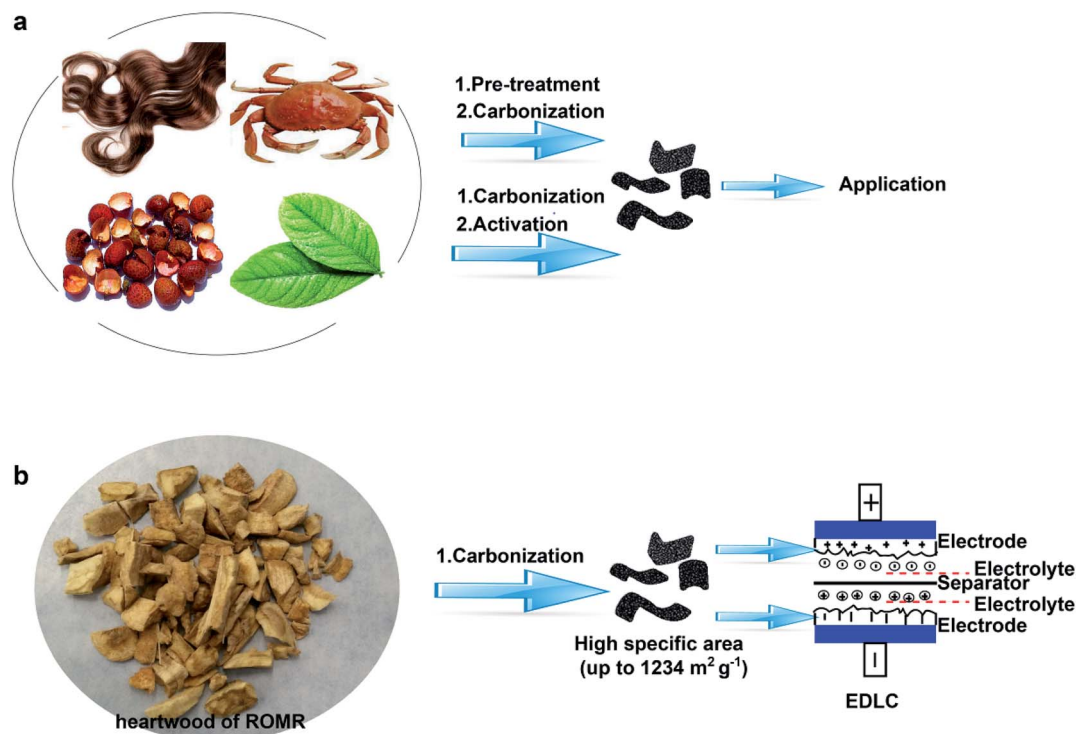 a
1.Pre-treatment
2.Carbonization
1.Carbonization
2.Activation
Application
b
heartwood of ROMR
1.Carbonization
High specific area
(up to 1234 m² g⁻¹)
+
Electrode
Electrolyte
Separator
Electrolyte
Electrode
−
EDLC